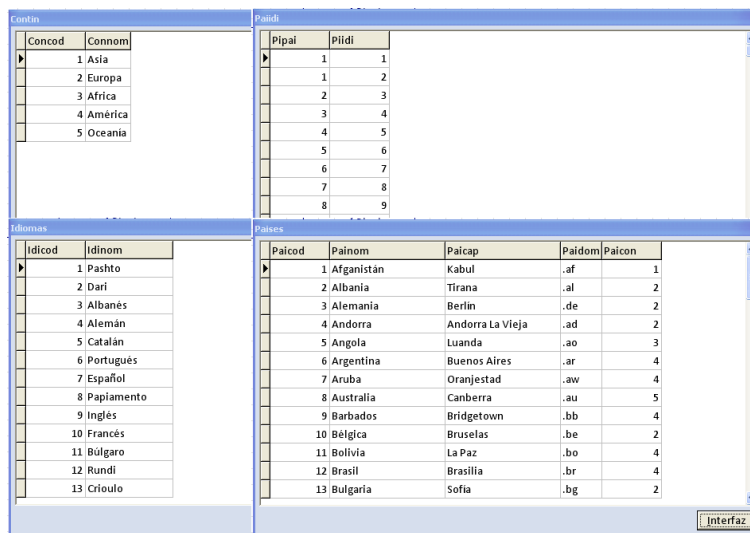 Contin
Concod Connom
1 Asia
2 Europa
3 Africa
4 América
5 Oceanía
Paiidi
Pipai Piidi
1 1
1 2
2 3
3 4
4 5
5 6
6 7
7 8
8 9
Idiomas
Idicod Idinom
1 Pashto
2 Dari
3 Albanés
4 Alemán
5 Catalán
6 Portugués
7 Español
8 Papiamento
9 Inglés
10 Francés
11 Búlgaro
12 Rundi
13 Crioulo
Paises
Paicod Painom Paicap Paidom Paicon
1 Afganistán Kabul .af 1
2 Albania Tirana .al 2
3 Alemania Berlín .de 2
4 Andorra Andorra La Vieja .ad 2
5 Angola Luanda .ao 3
6 Argentina Buenos Aires .ar 4
7 Aruba Oranjestad .aw 4
8 Australia Canberra .au 5
9 Barbados Bridgetown .bb 4
10 Bélgica Bruselas .be 2
11 Bolivia La Paz .bo 4
12 Brasil Brasilia .br 4
13 Bulgaria Sofía .bg 2
Interfaz